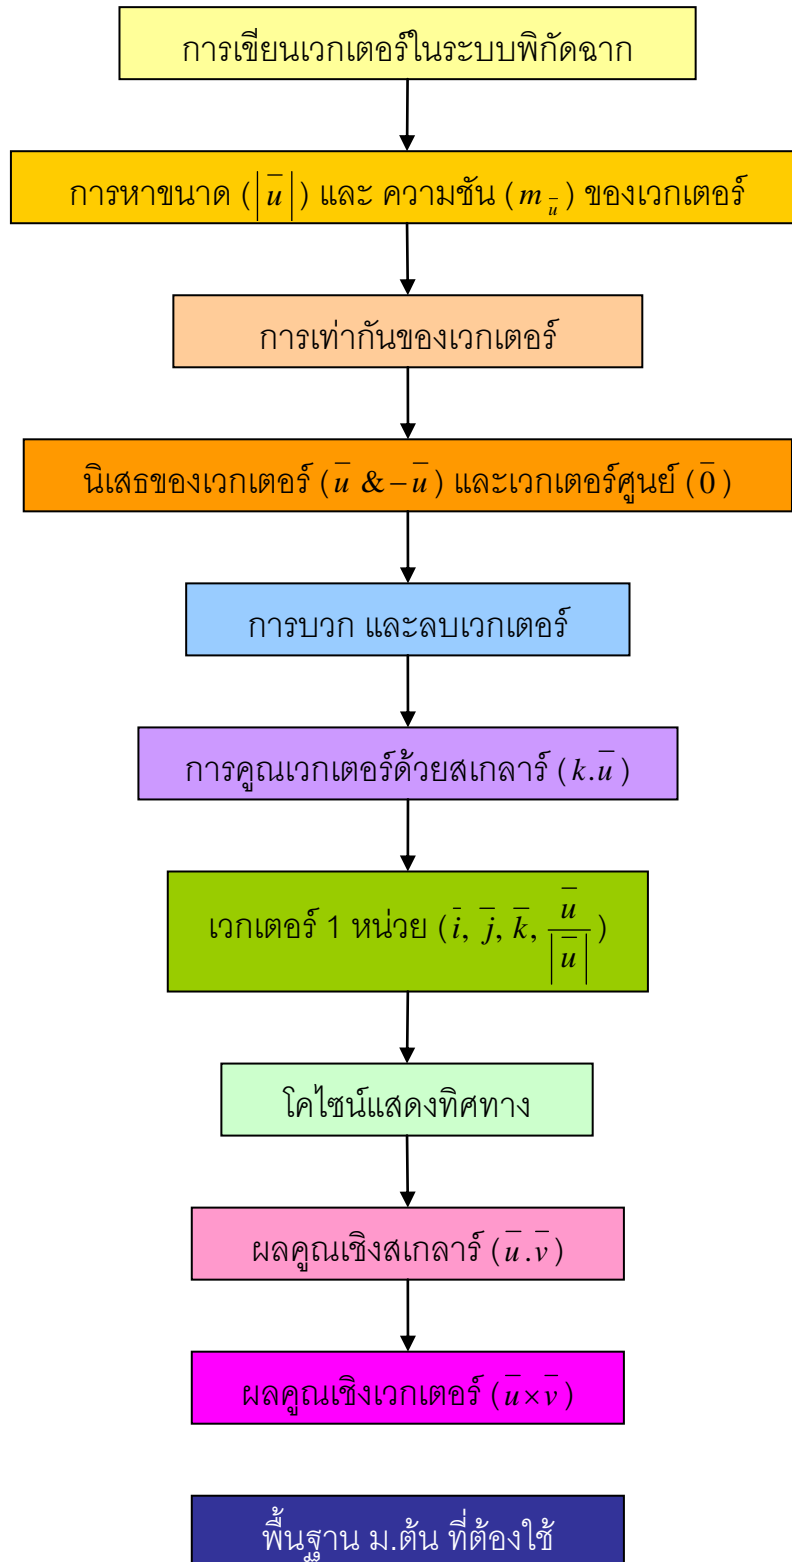 การเขียนเวกเตอร์ในระบบพิกัดฉาก
การหาขนาด (|ū|) และ ความชัน (m_ū) ของเวกเตอร์
การเท่ากันของเวกเตอร์
นิเสธของเวกเตอร์ (ū & −ū) และเวกเตอร์ศูนย์ (0̄)
การบวก และลบเวกเตอร์
การคูณเวกเตอร์ด้วยสเกลาร์ (k.ū)
เวกเตอร์ 1 หน่วย (ī, j̄, k̄, ū/|ū|)
โคไซน์แสดงทิศทาง
ผลคูณเชิงสเกลาร์ (ū.v̄)
ผลคูณเชิงเวกเตอร์ (ū×v̄)
พื้นฐาน ม.ต้น ที่ต้องใช้